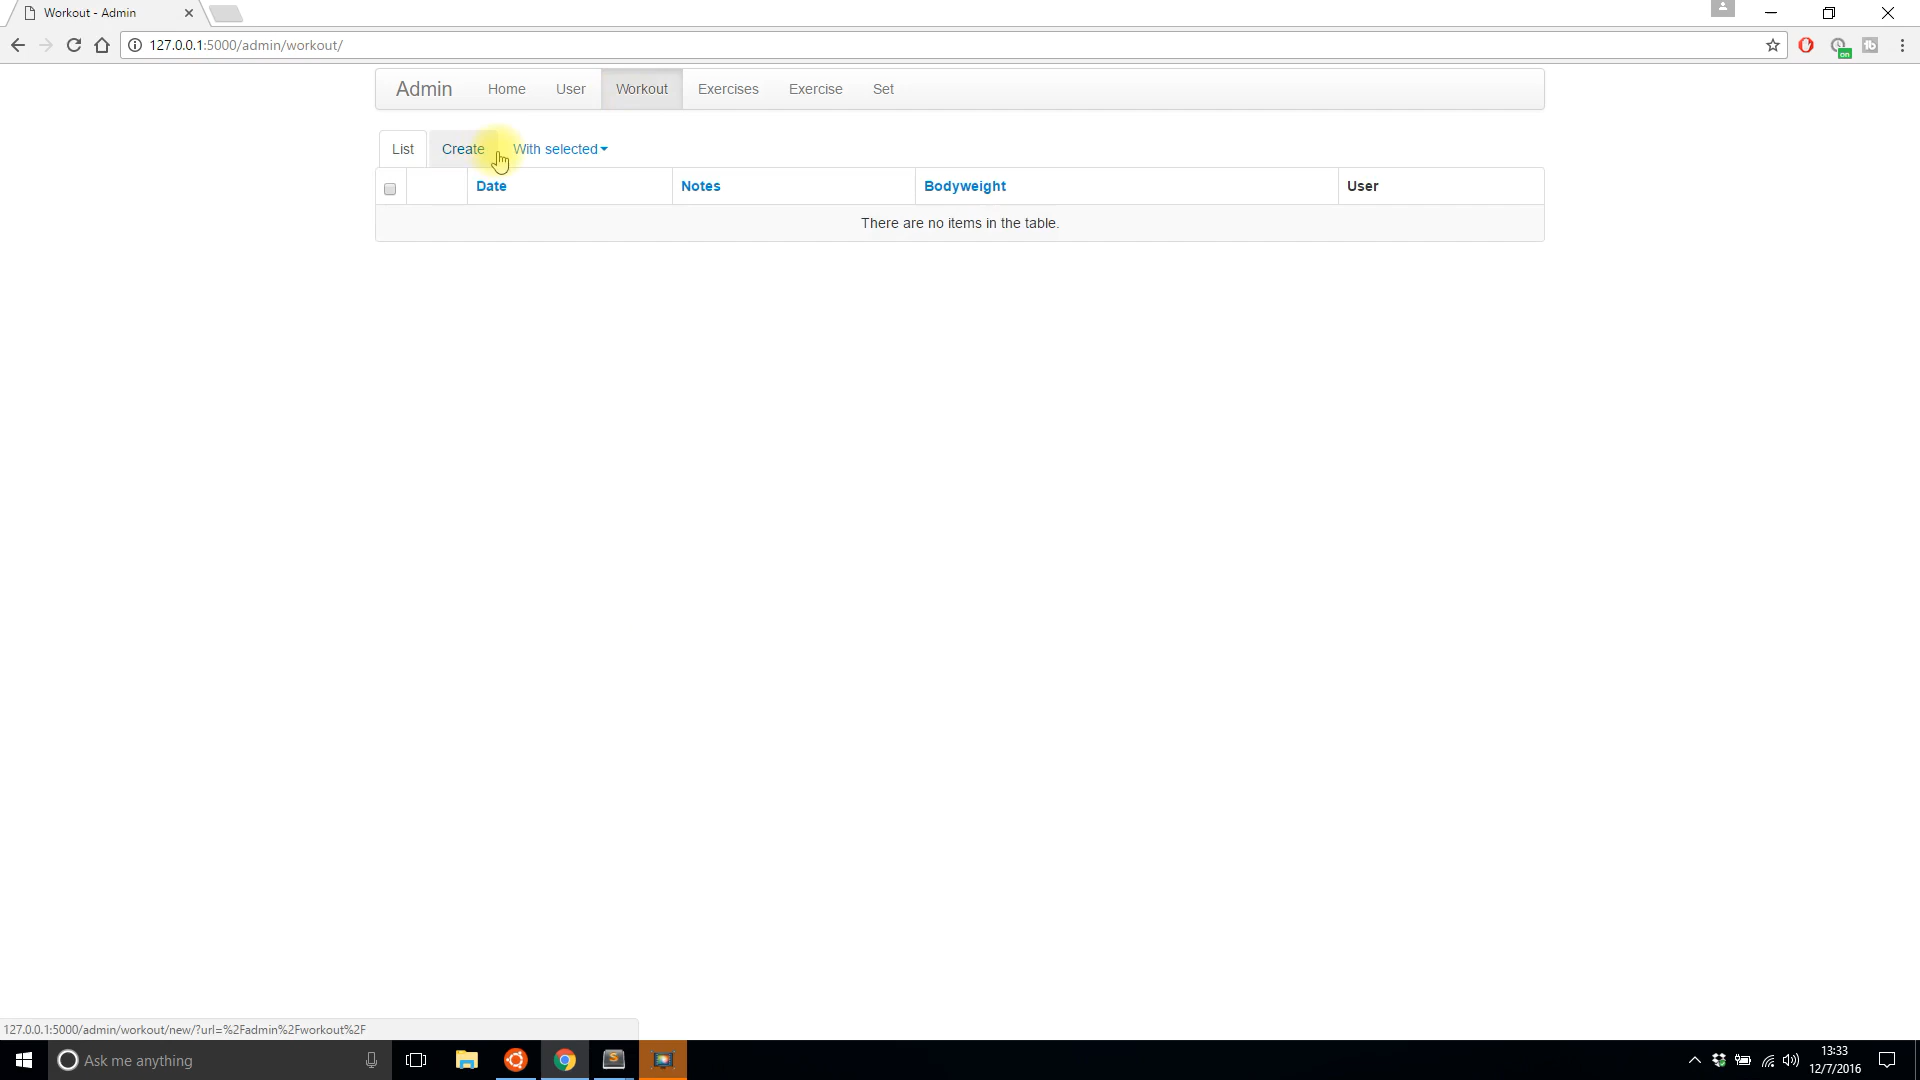 Workout - Admin
127.0.0.1:5000/admin/workout/
Admin Home User Workout Exercises Exercise Set
List Create With selected
Date Notes Bodyweight User
There are no items in the table.
127.0.0.1:5000/admin/workout/new/?url=%2Fadmin%2Fworkout%2F
Ask me anything
13:33
12/7/2016
on